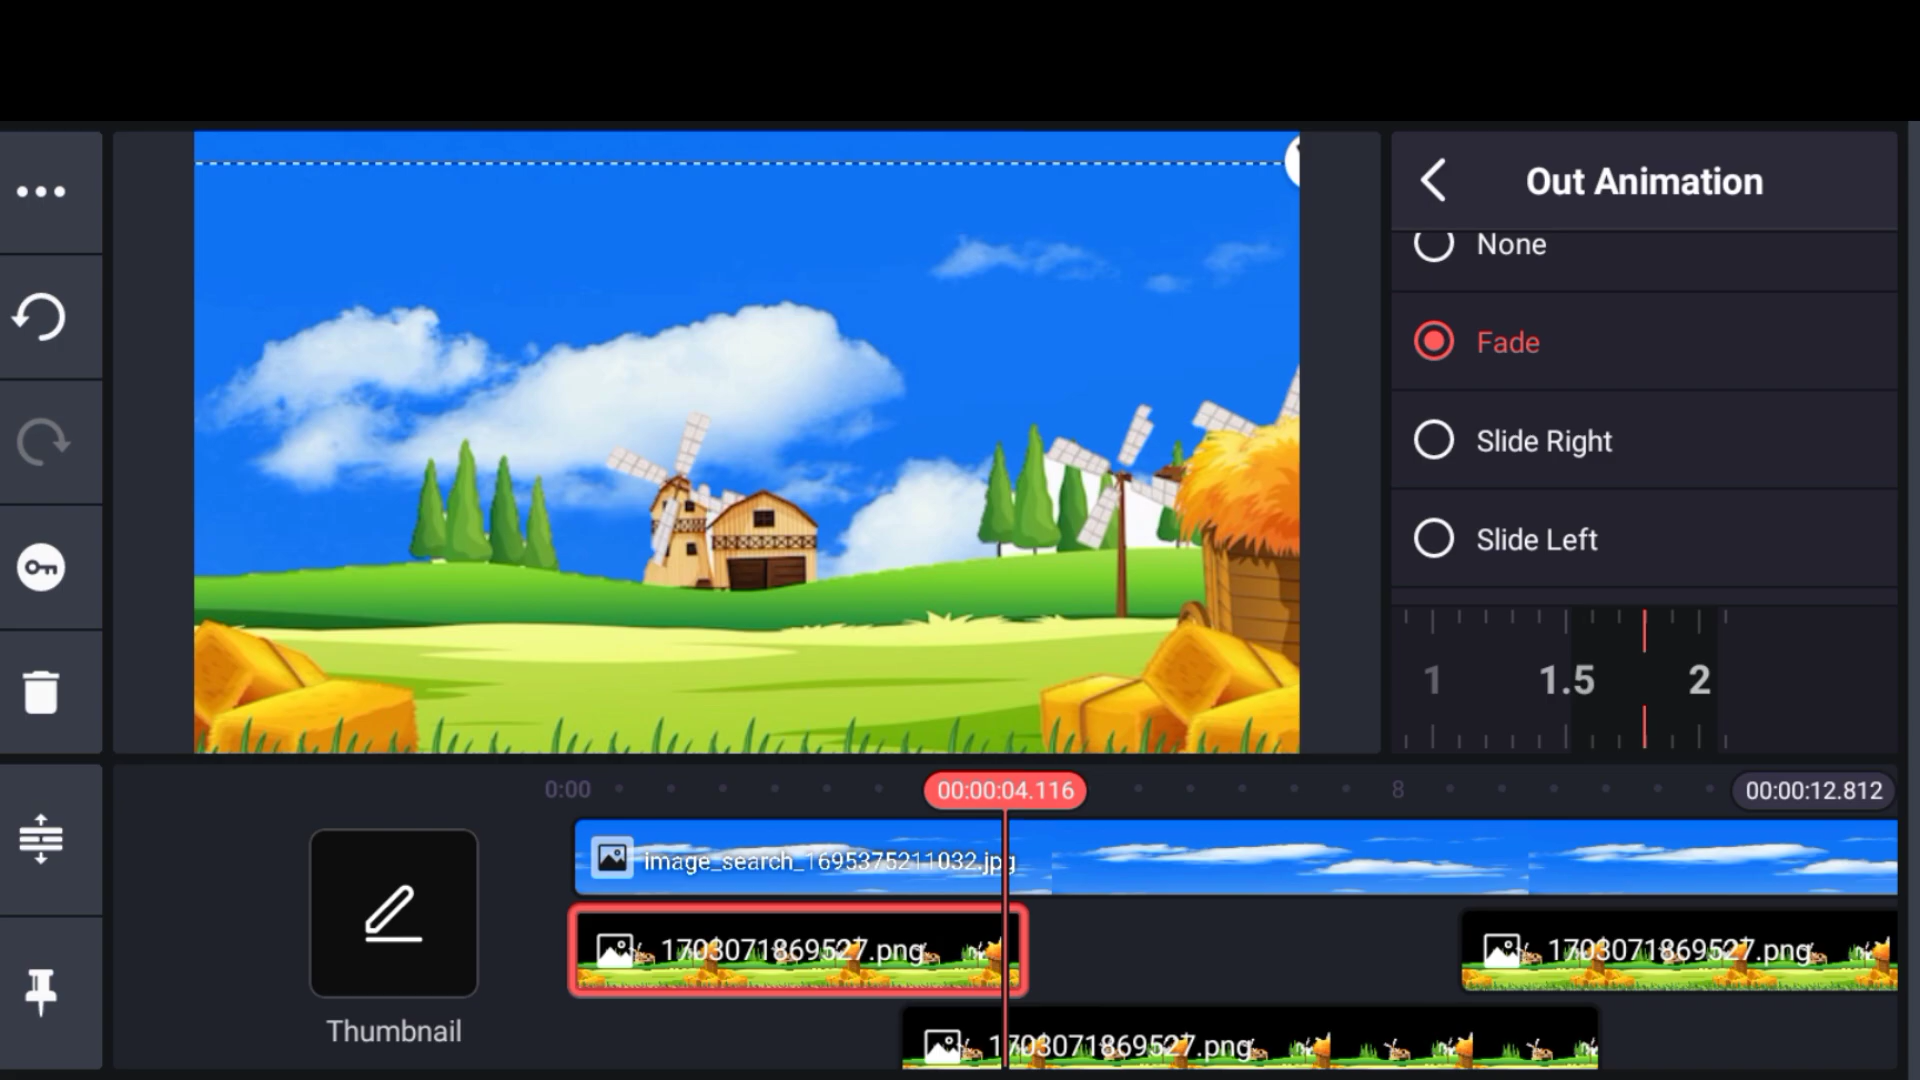 Out Animation
None
Fade
Slide Right
Slide Left
1 1.5 2
0:00 00:00:04.116 8 00:00:12.812
image_search_1695375211032.jpg
1703071869527.png 1703071869527.png
Thumbnail
1703071869527.png